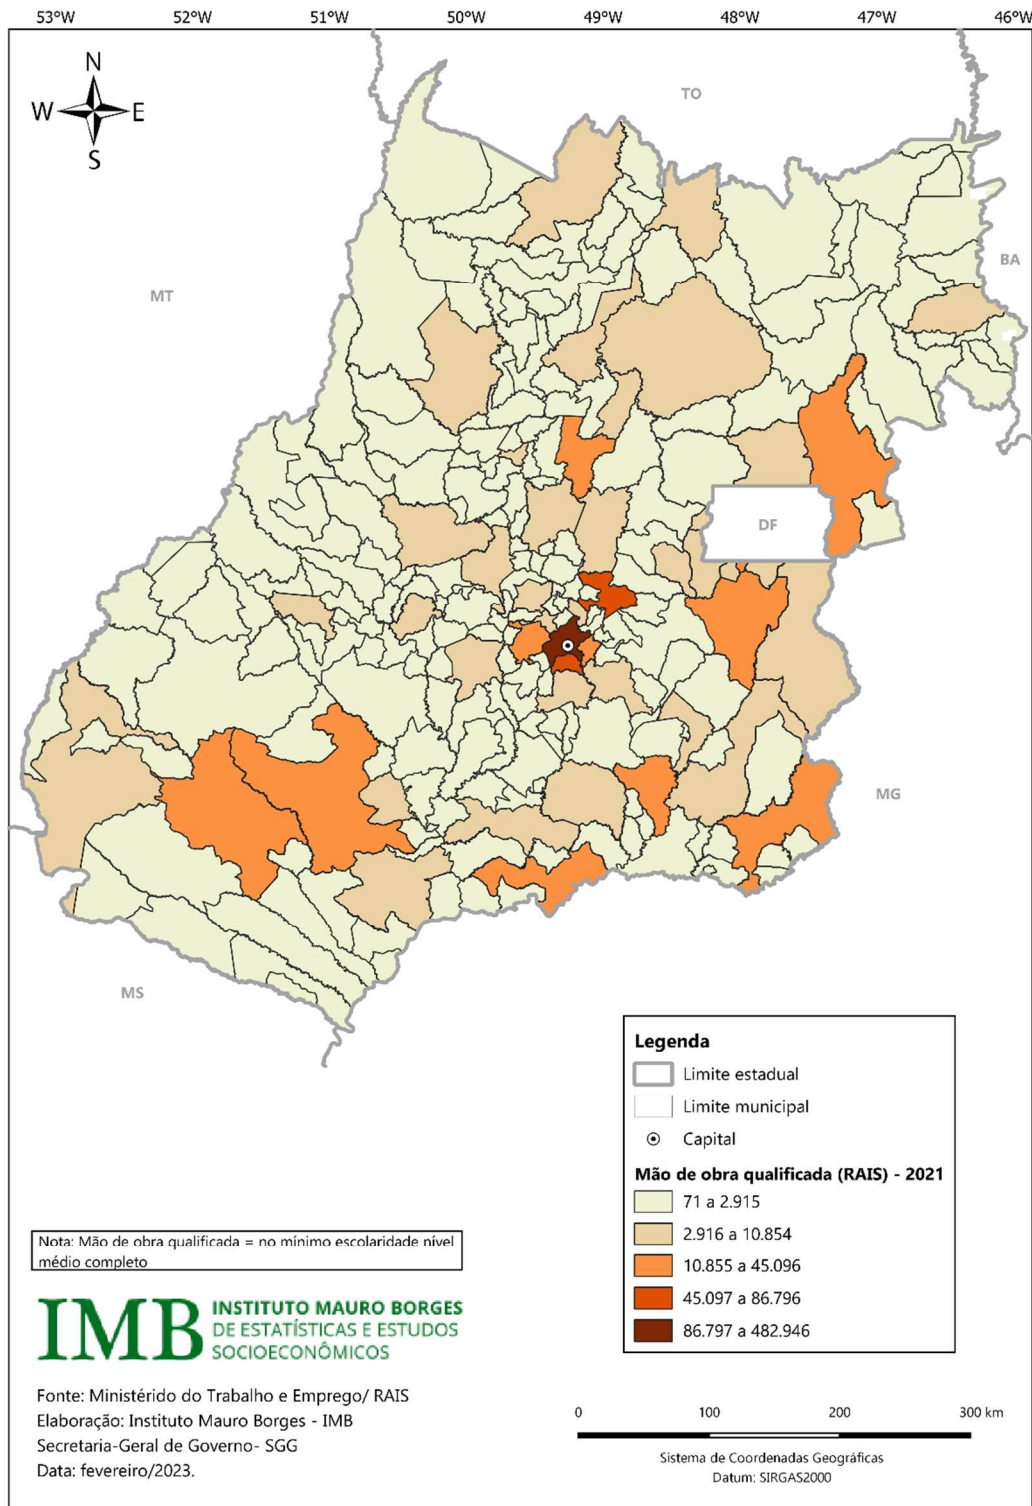 53°W 52°W 51°W 50°W 49°W 48°W 47°W 46°W
N
W E
S
TO
BA
MT
DF
MG
MS
Legenda
Limite estadual
Limite municipal
Capital
Mão de obra qualificada (RAIS) - 2021
71 a 2.915
2.916 a 10.854
10.855 a 45.096
45.097 a 86.796
86.797 a 482.946
Nota: Mão de obra qualificada = no mínimo escolaridade nível
médio completo
IMB
INSTITUTO MAURO BORGES
DE ESTATÍSTICAS E ESTUDOS
SOCIOECONÔMICOS
Fonte: Ministérido do Trabalho e Emprego/ RAIS
Elaboração: Instituto Mauro Borges - IMB
Secretaria-Geral de Governo- SGG
Data: fevereiro/2023.
0 100 200 300 km
Sistema de Coordenadas Geográficas
Datum: SIRGAS2000